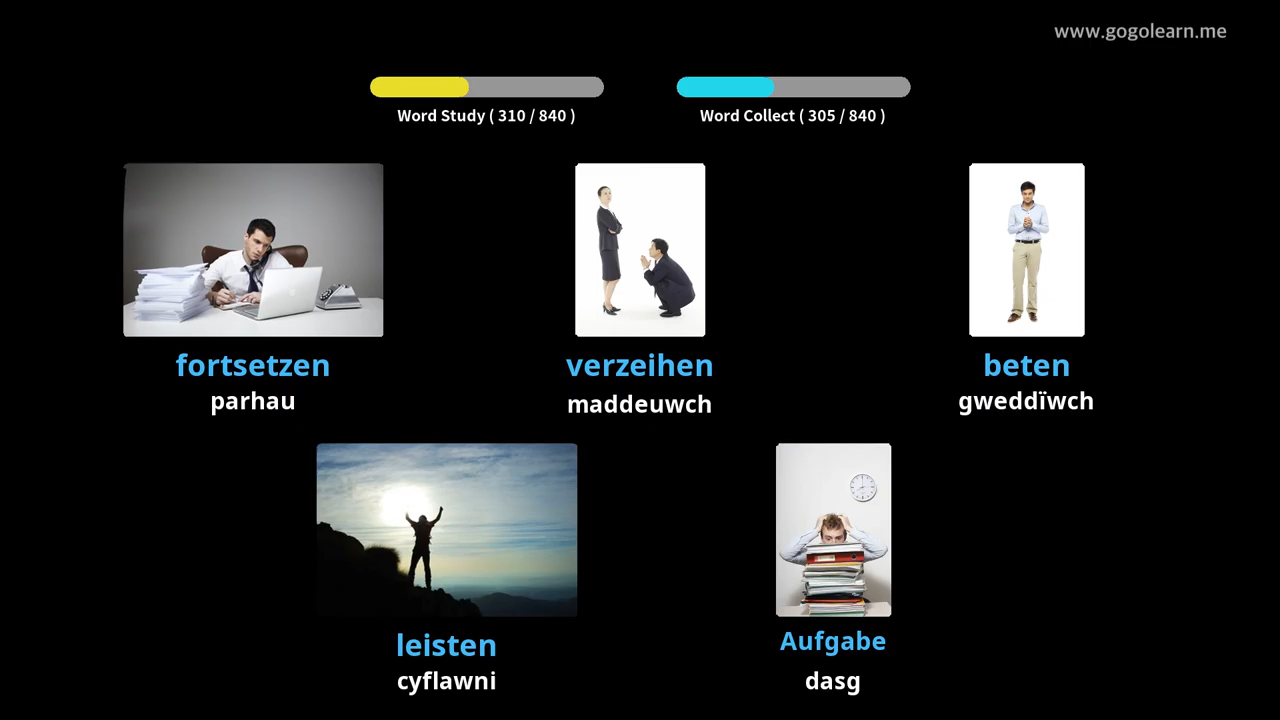 www.gogolearn.me
Word Study ( 310 / 840 )
Word Collect ( 305 / 840 )
fortsetzen
parhau
verzeihen
maddeuwch
beten
gweddïwch
leisten
cyflawni
Aufgabe
dasg